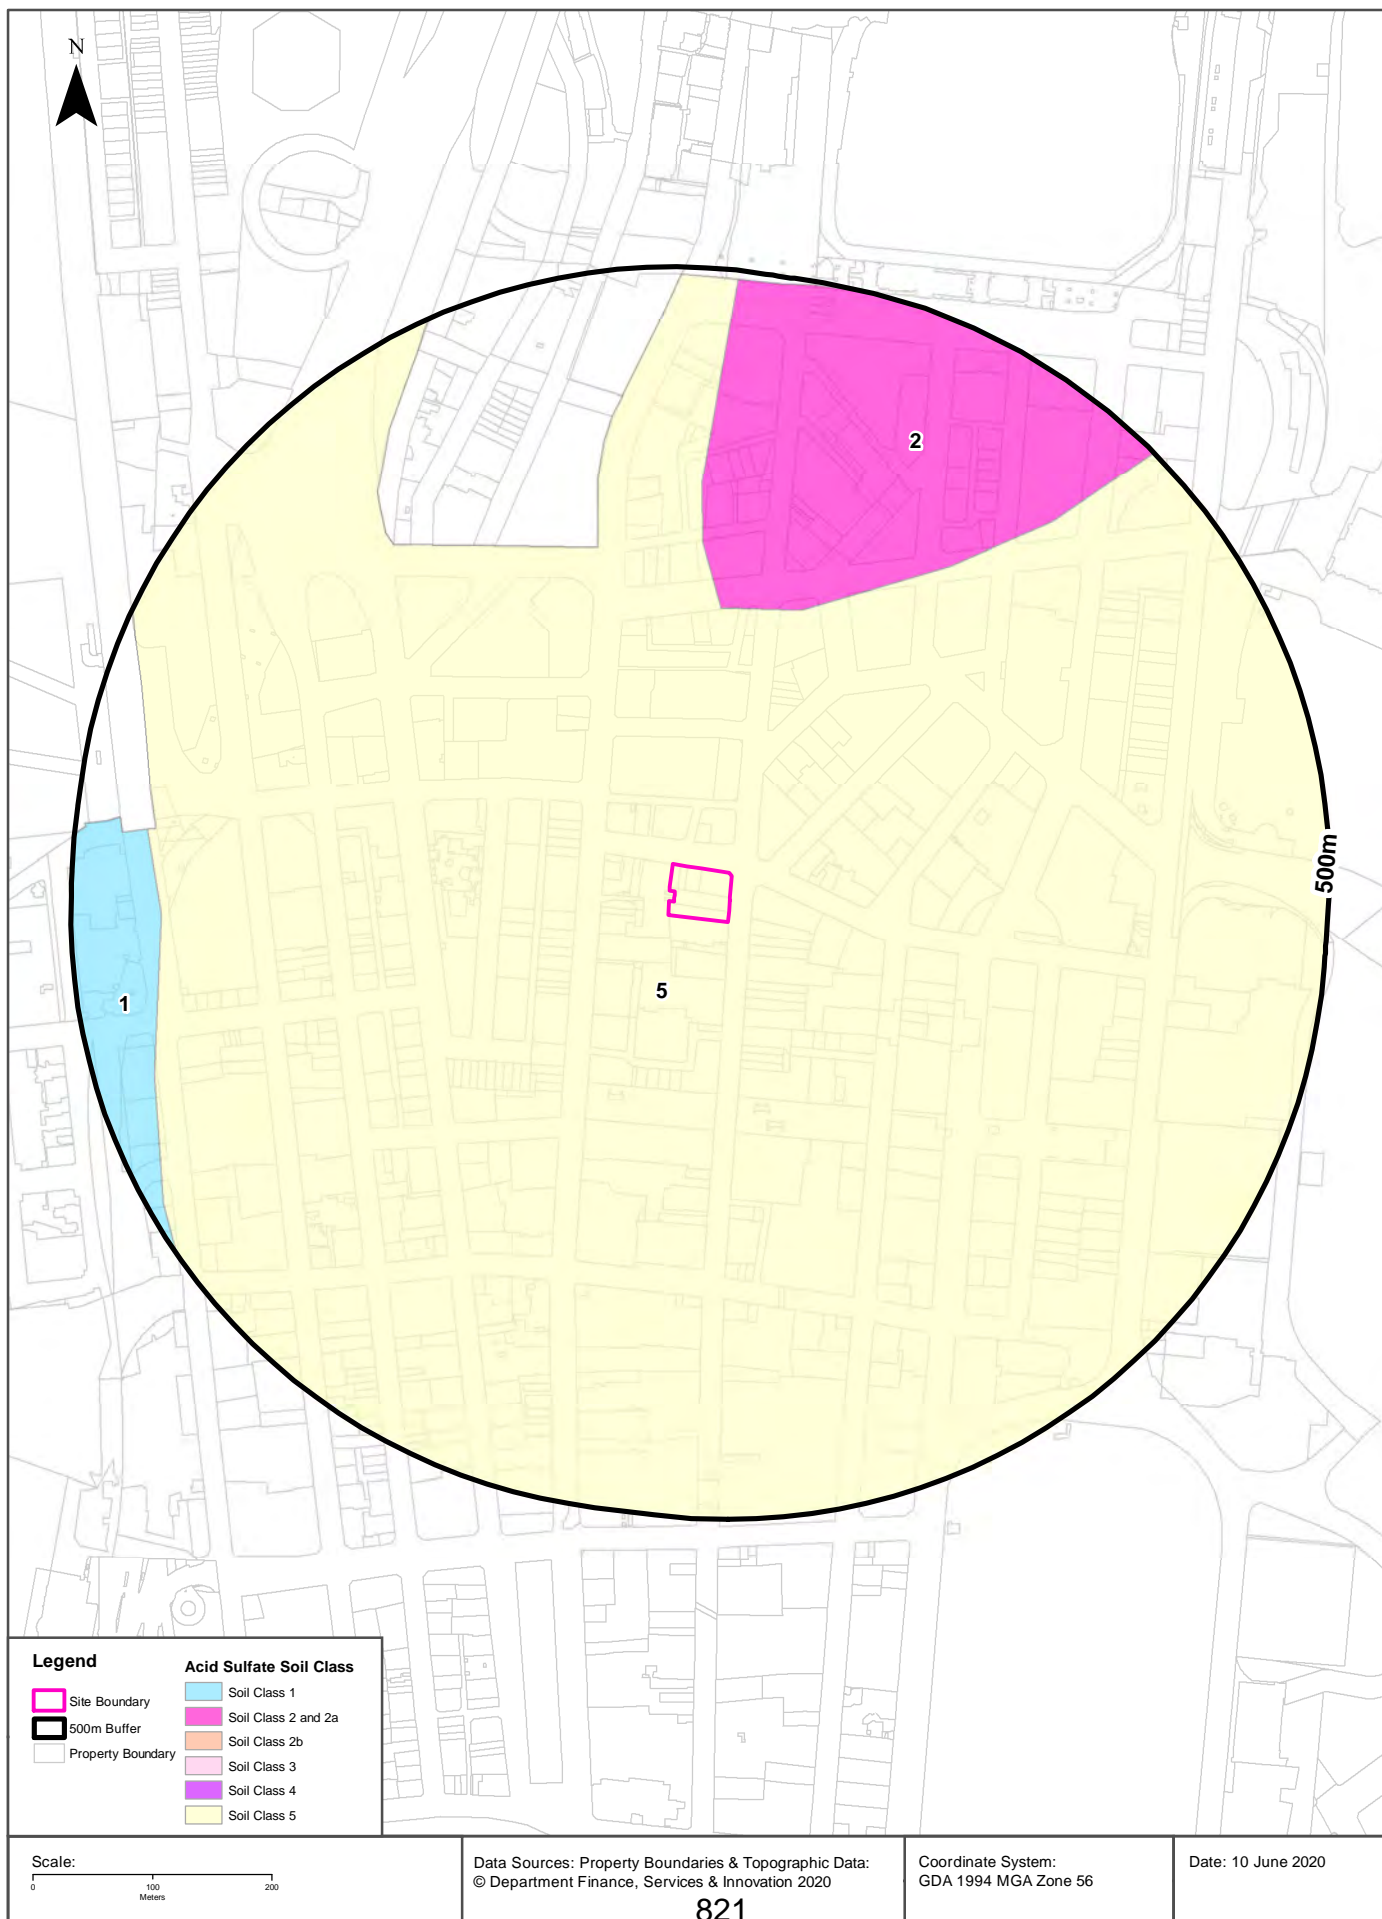 N
2
500m
5
1
Legend
Site Boundary
500m Buffer
Property Boundary
Acid Sulfate Soil Class
Soil Class 1
Soil Class 2 and 2a
Soil Class 2b
Soil Class 3
Soil Class 4
Soil Class 5
Scale:
0 100 200
Meters
Data Sources: Property Boundaries & Topographic Data:
© Department Finance, Services & Innovation 2020
821
Coordinate System:
GDA 1994 MGA Zone 56
Date: 10 June 2020